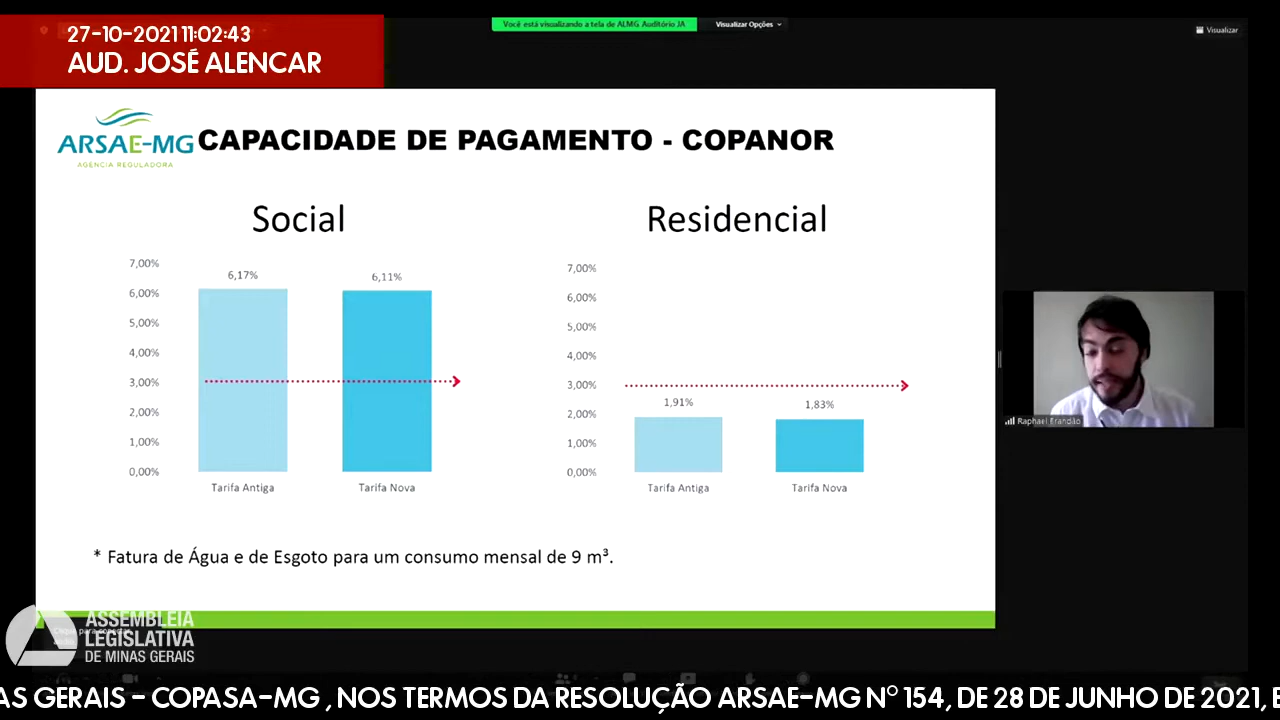 27-10-2021 11:02:43
AUD. JOSÉ ALENCAR
Você está visualizando a tela de ALMG Auditório JA
Visualizar Opções
Visualizar
ARSAE-MG
AGENCIA REGULADORA
CAPACIDADE DE PAGAMENTO - COPANOR
Social
7,00%
6,00%
5,00%
4,00%
3,00%
2,00%
1,00%
0,00%
6,17%
6,11%
Tarifa Antiga
Tarifa Nova
Residencial
7,00%
6,00%
5,00%
4,00%
3,00%
2,00%
1,00%
0,00%
1,91%
1,83%
Tarifa Antiga
Tarifa Nova
* Fatura de Água e de Esgoto para um consumo mensal de 9 m³.
Raphael Brandão
ASSEMBLEIA
LEGISLATIVA
DE MINAS GERAIS
AS GERAIS - COPASA-MG , NOS TERMOS DA RESOLUÇÃO ARSAE-MG Nº 154, DE 28 DE JUNHO DE 2021, E